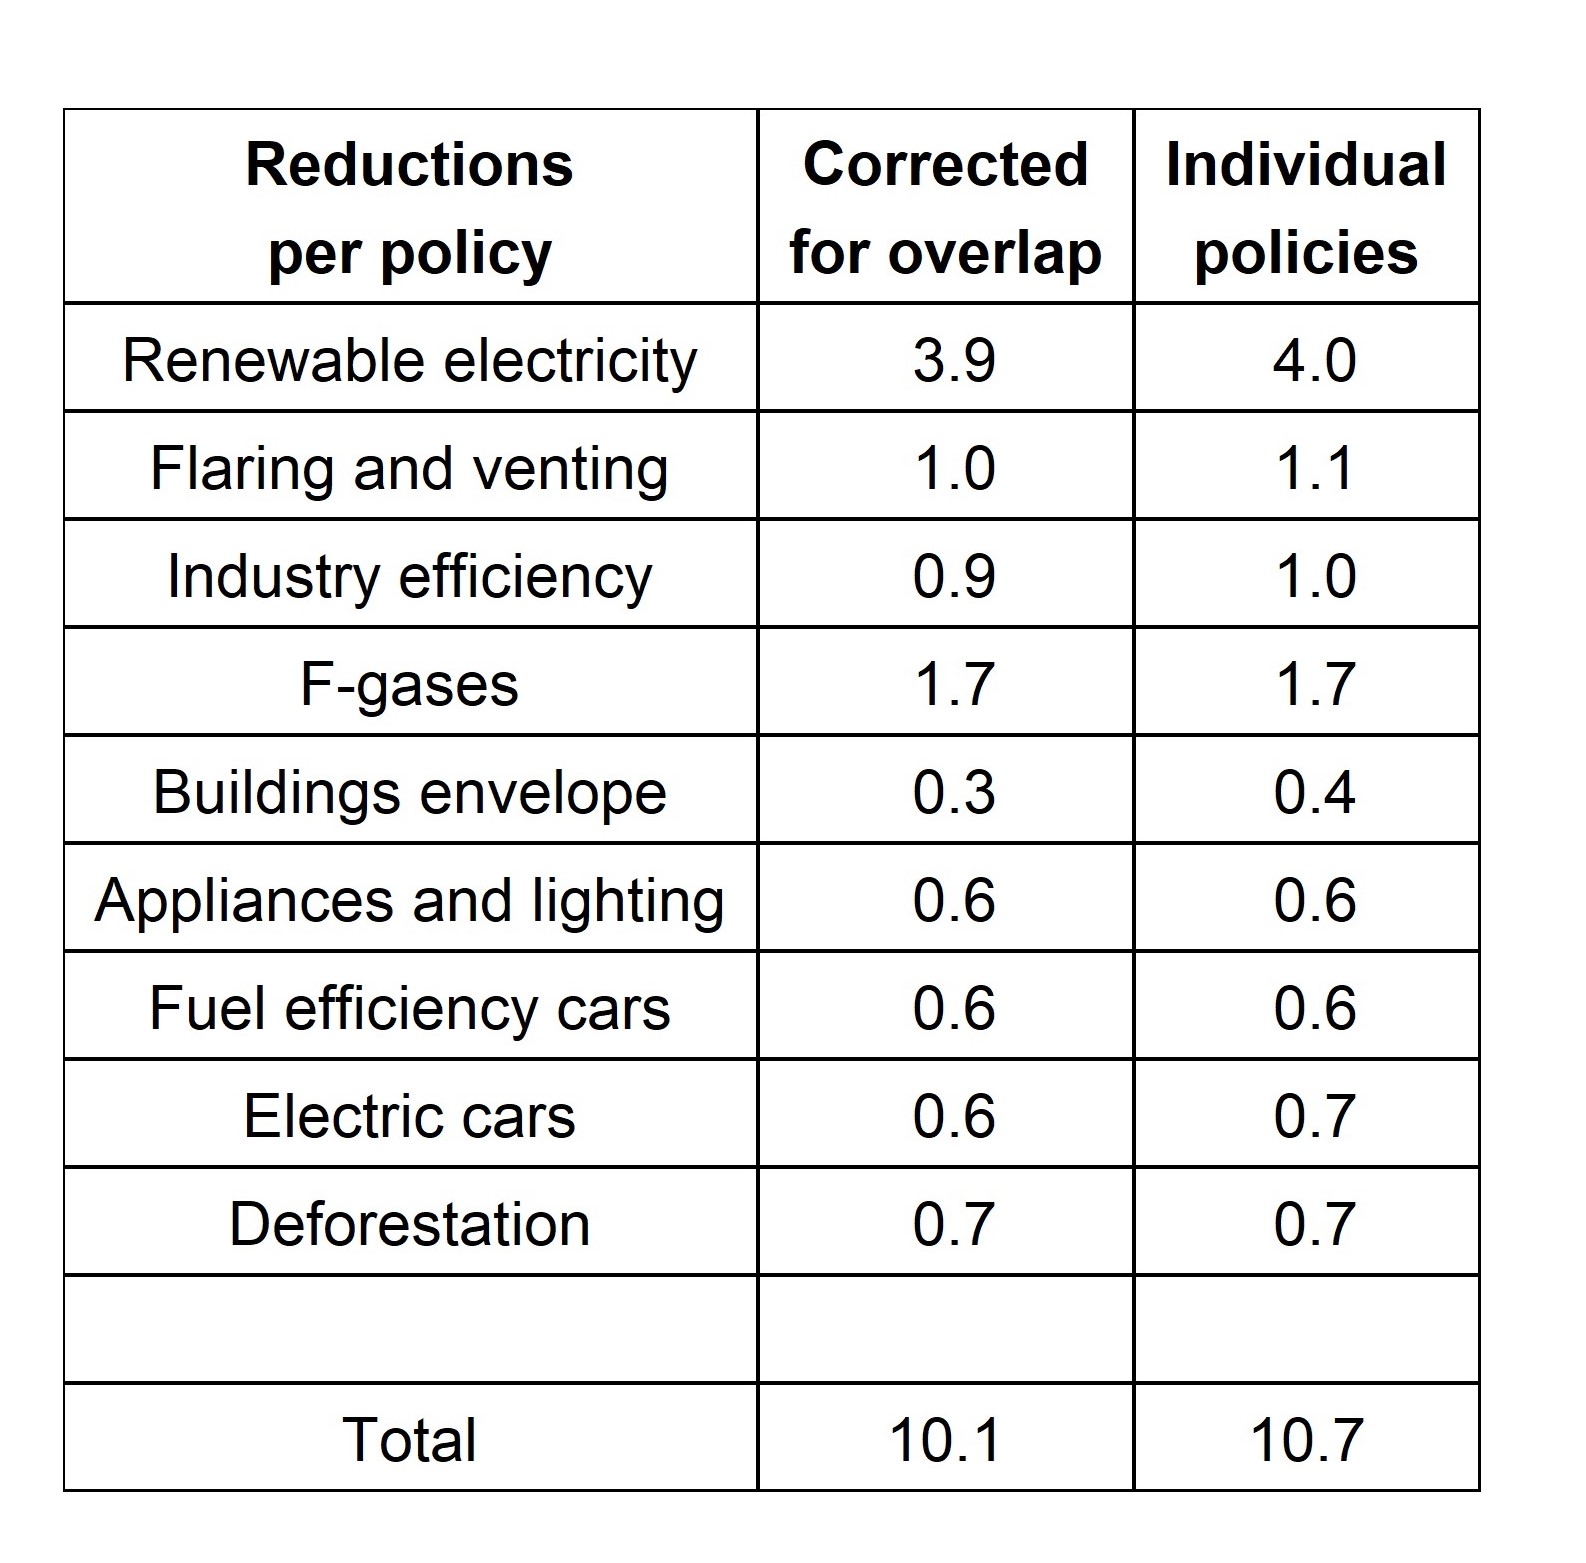 Reductions per policy Corrected for overlap Individual policies
Renewable electricity 3.9 4.0
Flaring and venting 1.0 1.1
Industry efficiency 0.9 1.0
F-gases 1.7 1.7
Buildings envelope 0.3 0.4
Appliances and lighting 0.6 0.6
Fuel efficiency cars 0.6 0.6
Electric cars 0.6 0.7
Deforestation 0.7 0.7
Total 10.1 10.7